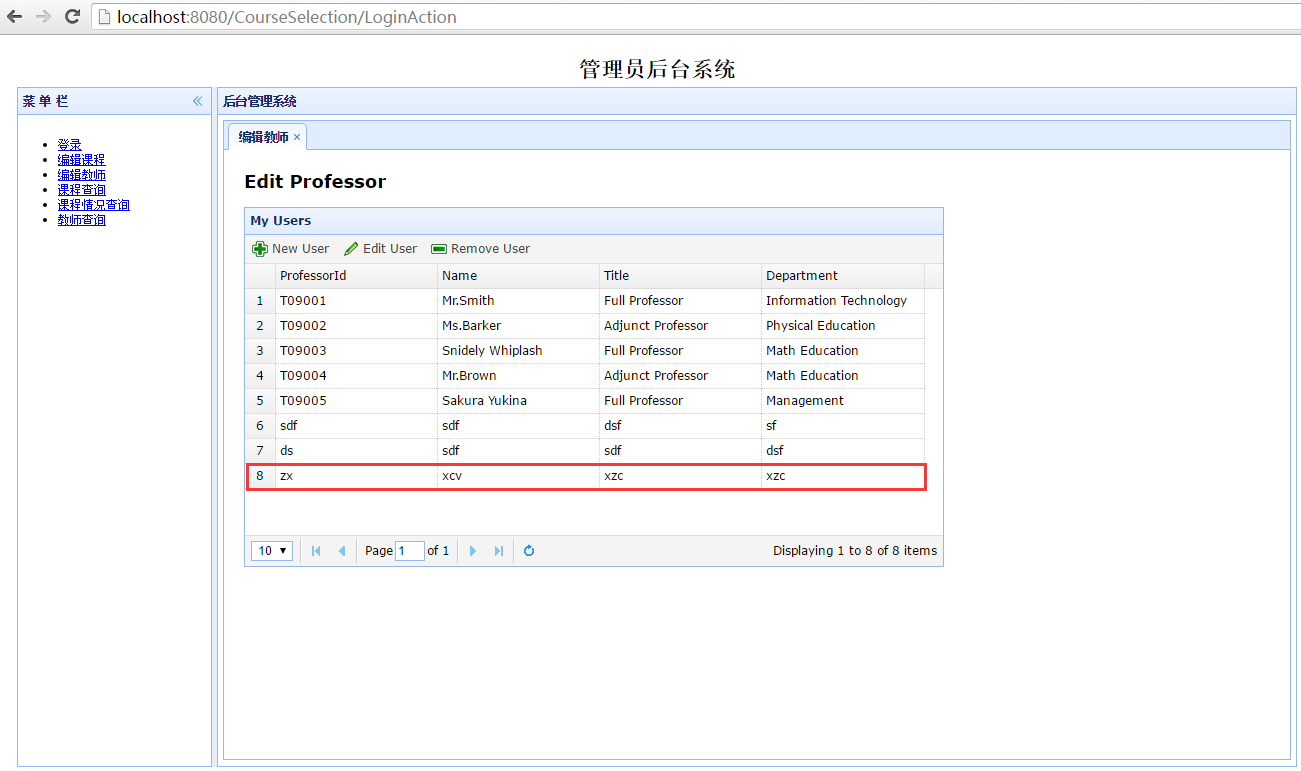 localhost:8080/CourseSelection/LoginAction
管理员后台系统
菜 单 栏
登录
编辑课程
编辑教师
课程查询
课程情况查询
教师查询
后台管理系统
编辑教师
Edit Professor
My Users
New User Edit User Remove User
ProfessorId Name Title Department
1 T09001 Mr.Smith Full Professor Information Technology
2 T09002 Ms.Barker Adjunct Professor Physical Education
3 T09003 Snidely Whiplash Full Professor Math Education
4 T09004 Mr.Brown Adjunct Professor Math Education
5 T09005 Sakura Yukina Full Professor Management
6 sdf sdf dsf sf
7 ds sdf sdf dsf
8 zx xcv xzc xzc
10 Page 1 of 1 Displaying 1 to 8 of 8 items